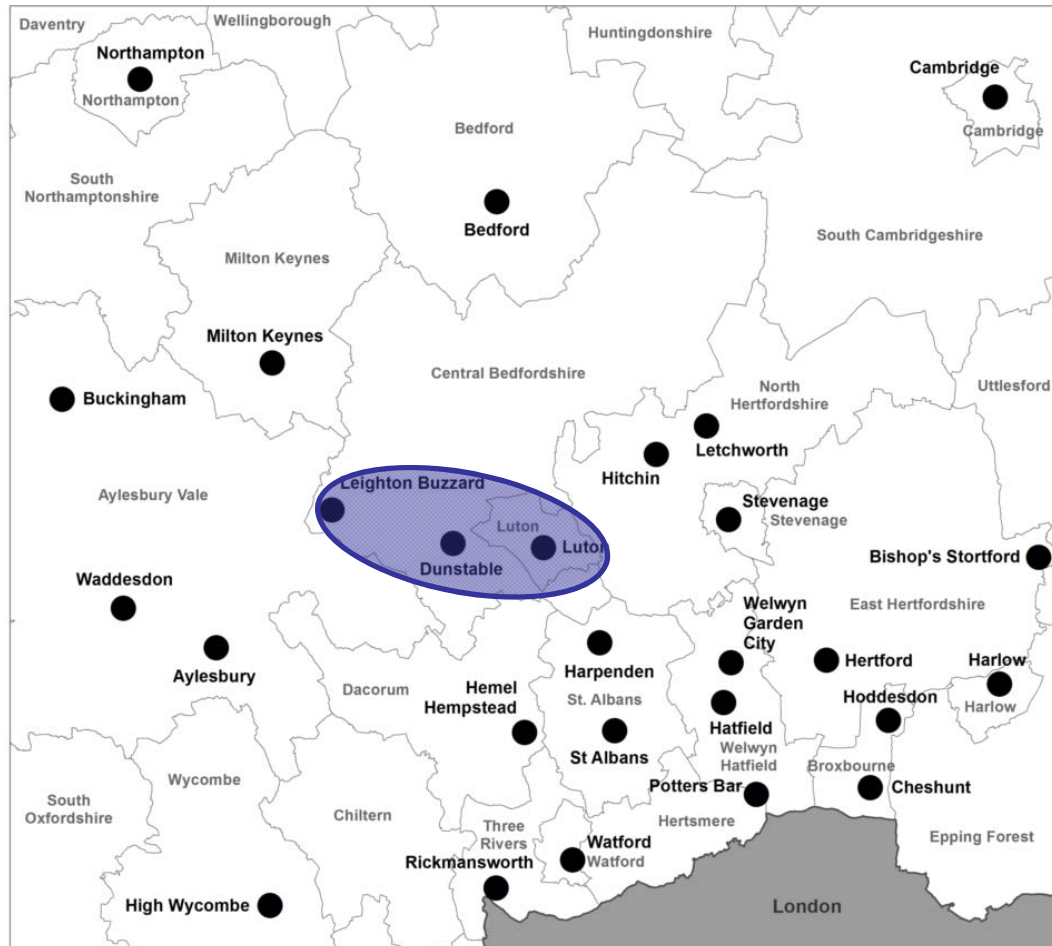 Daventry
Wellingborough
Huntingdonshire
Northampton
Northampton
Cambridge
Cambridge
Bedford
South
Northamptonshire
Bedford
South Cambridgeshire
Milton Keynes
Milton Keynes
Central Bedfordshire
North
Hertfordshire
Uttlesford
Buckingham
Letchworth
Hitchin
Aylesbury Vale
Leighton Buzzard
Stevenage
Stevenage
Luton
Luton
Dunstable
Bishop's Stortford
Waddesdon
Welwyn
Garden
City
East Hertfordshire
Aylesbury
Harpenden
Hertford
Harlow
Harlow
Dacorum
Hemel
Hempstead
St. Albans
Hoddesdon
Hatfield
Welwyn
Hatfield
St Albans
Wycombe
Broxbourne
Potters Bar
Cheshunt
South
Oxfordshire
Chiltern
Three
Rivers
Hertsmere
Epping Forest
Watford
Watford
Rickmansworth
High Wycombe
London